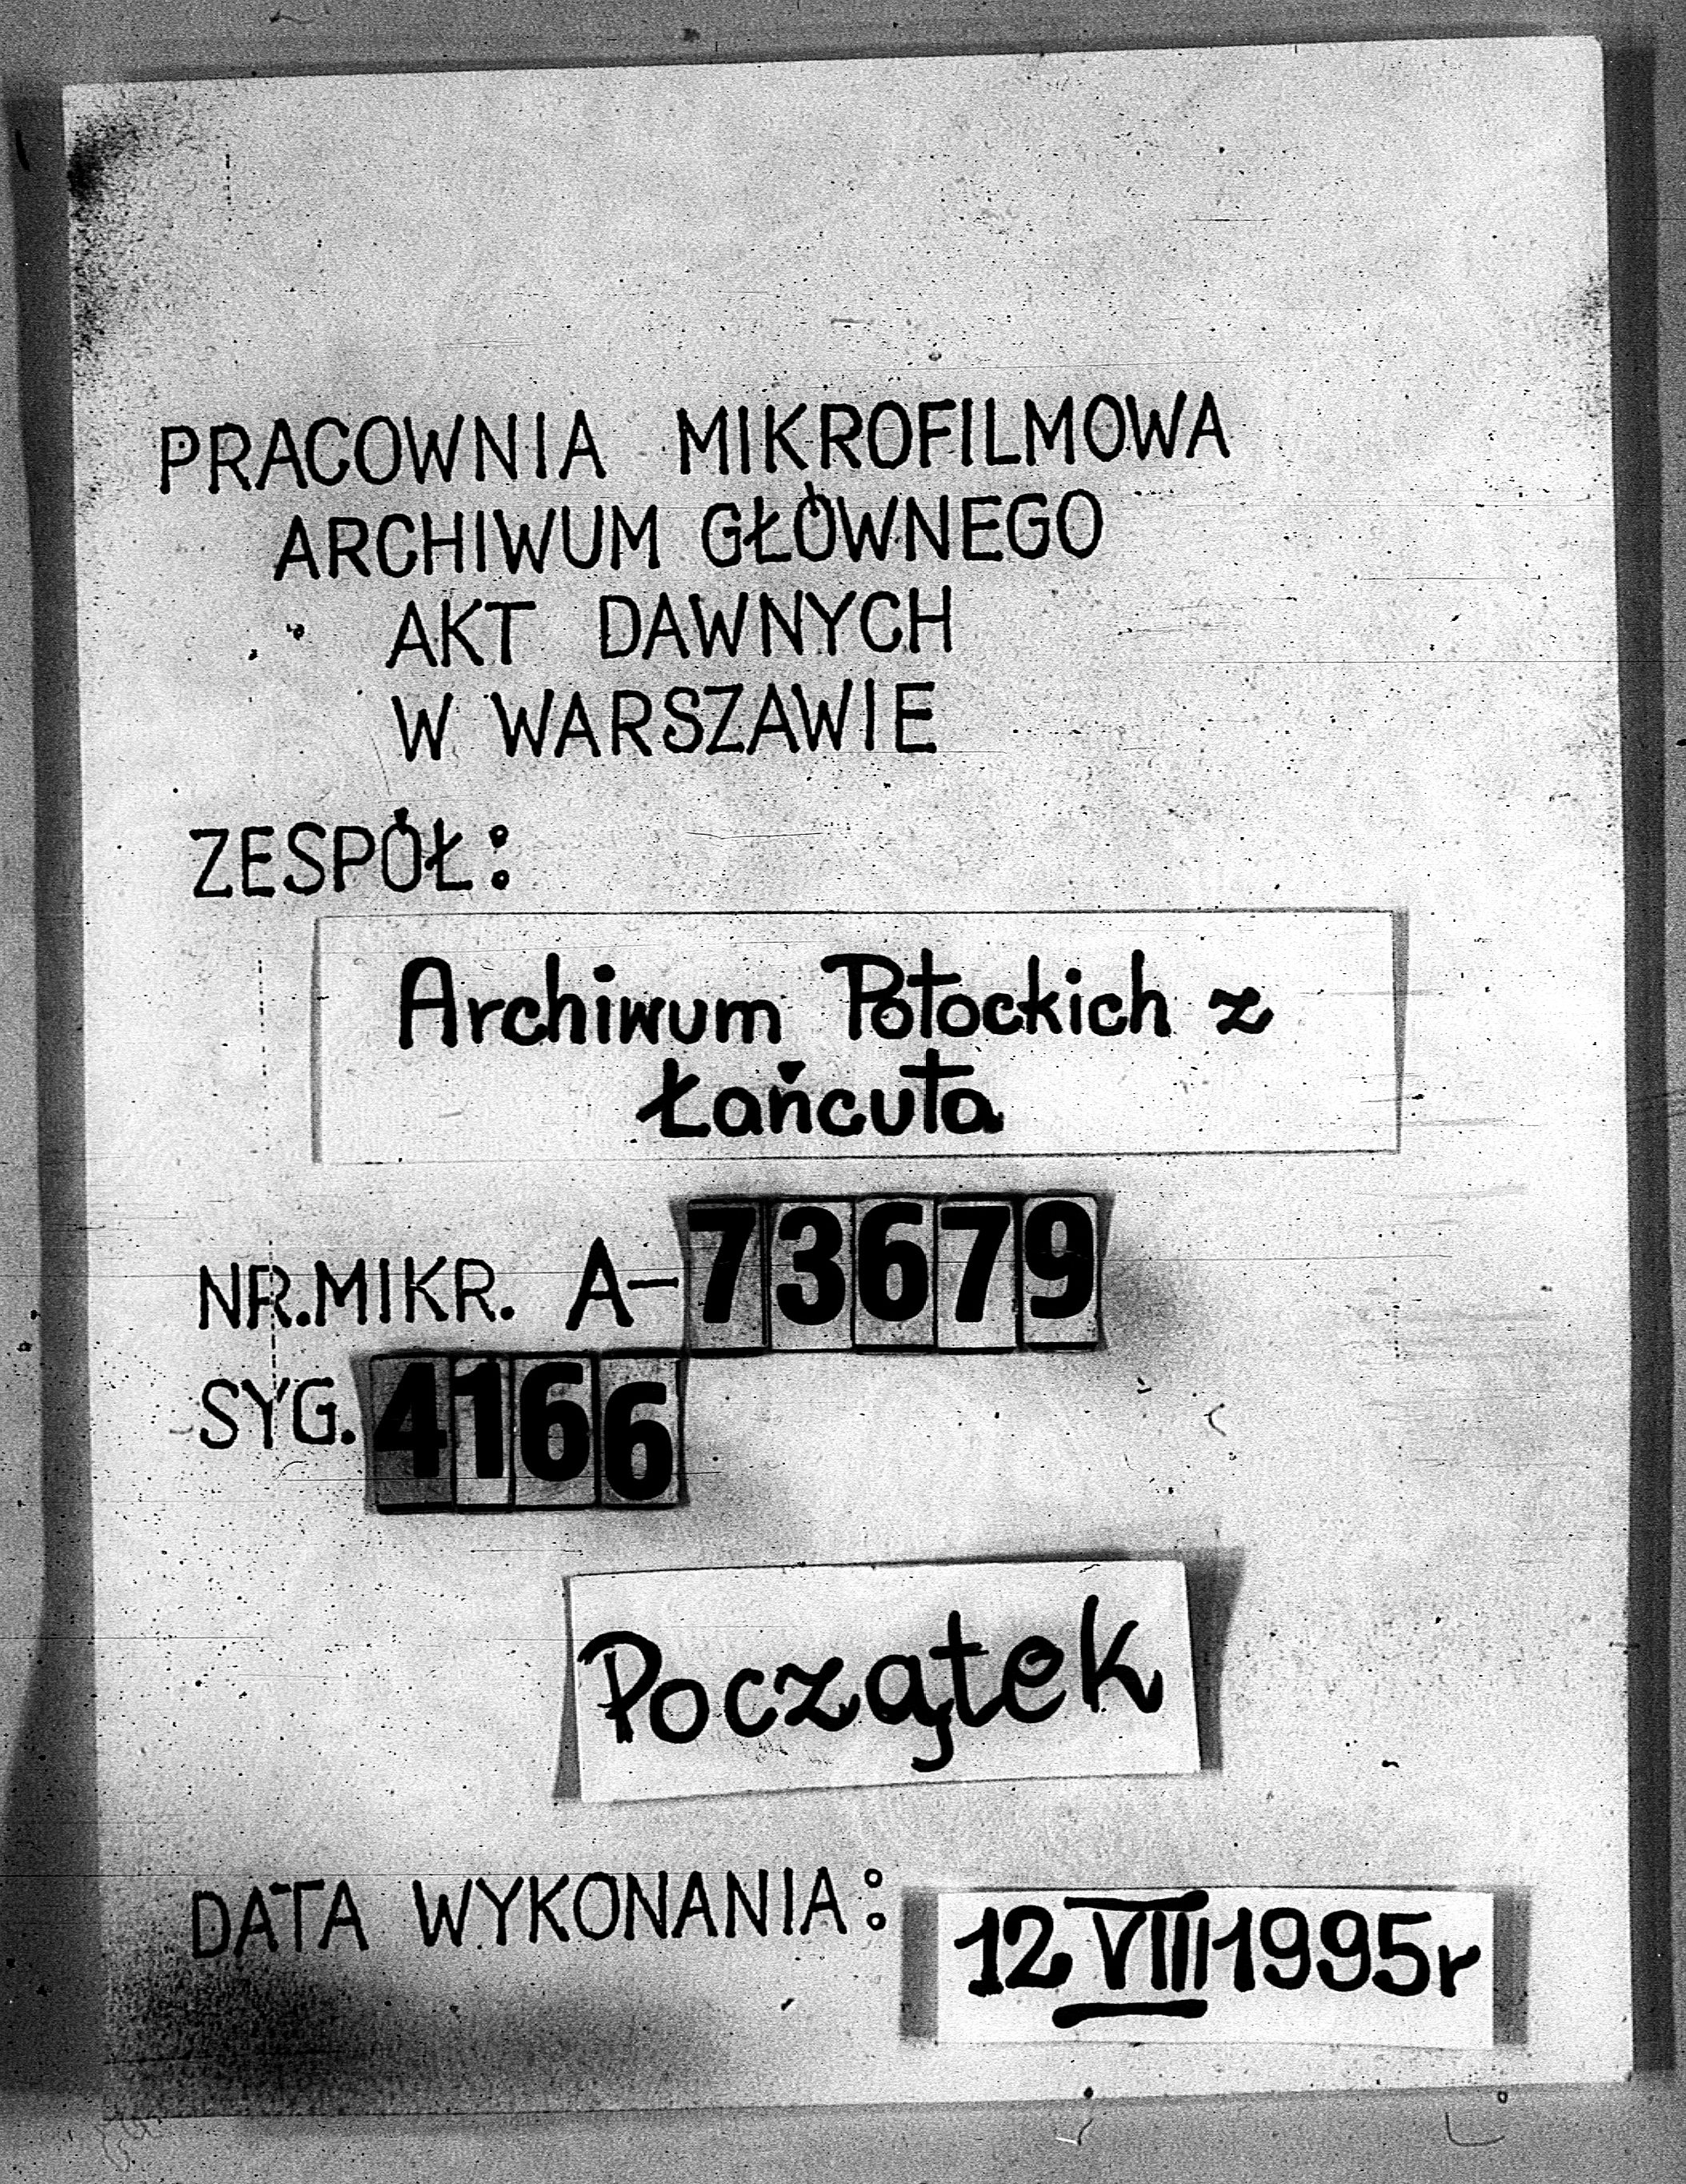 PRACOWNIA MIKROFILMOWA
ARCHIWUM GŁÓWNEGO
AKT DAWNYCH
W WARSZAWIE
ZESPÓŁ:
Archiwum Potockich z
Łańcuta
NR.MIKR. A-73679
SYG. 4166
Początek
DATA WYKONANIA: 12 VIII 1995r